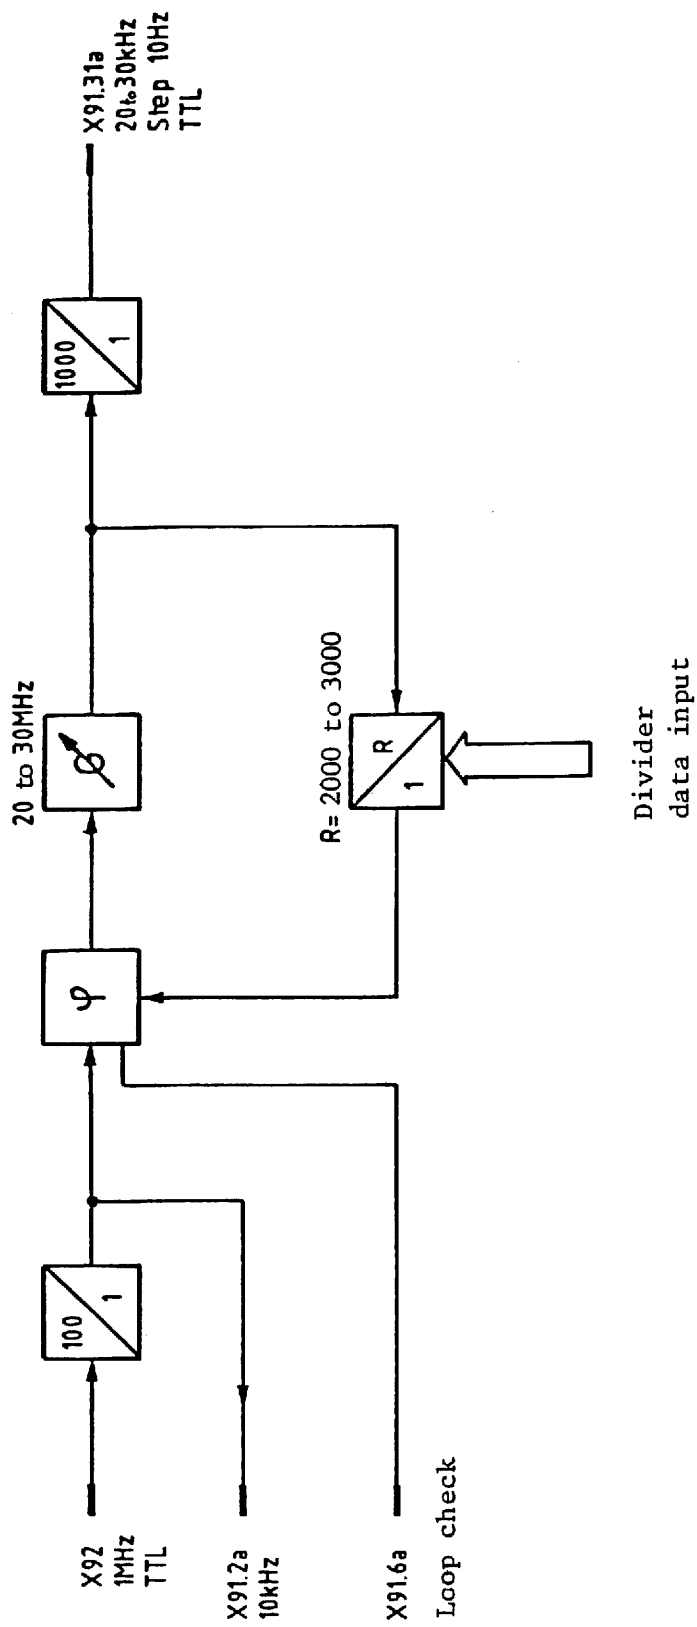 X92
1MHz
TTL
X91.2a
10kHz
X91.6a
Loop check
100
1
φ
20 to 30MHz
R= 2000 to 3000
R
1
Divider
data input
1000
1
X91.31a
20to30kHz
Step 10Hz
TTL